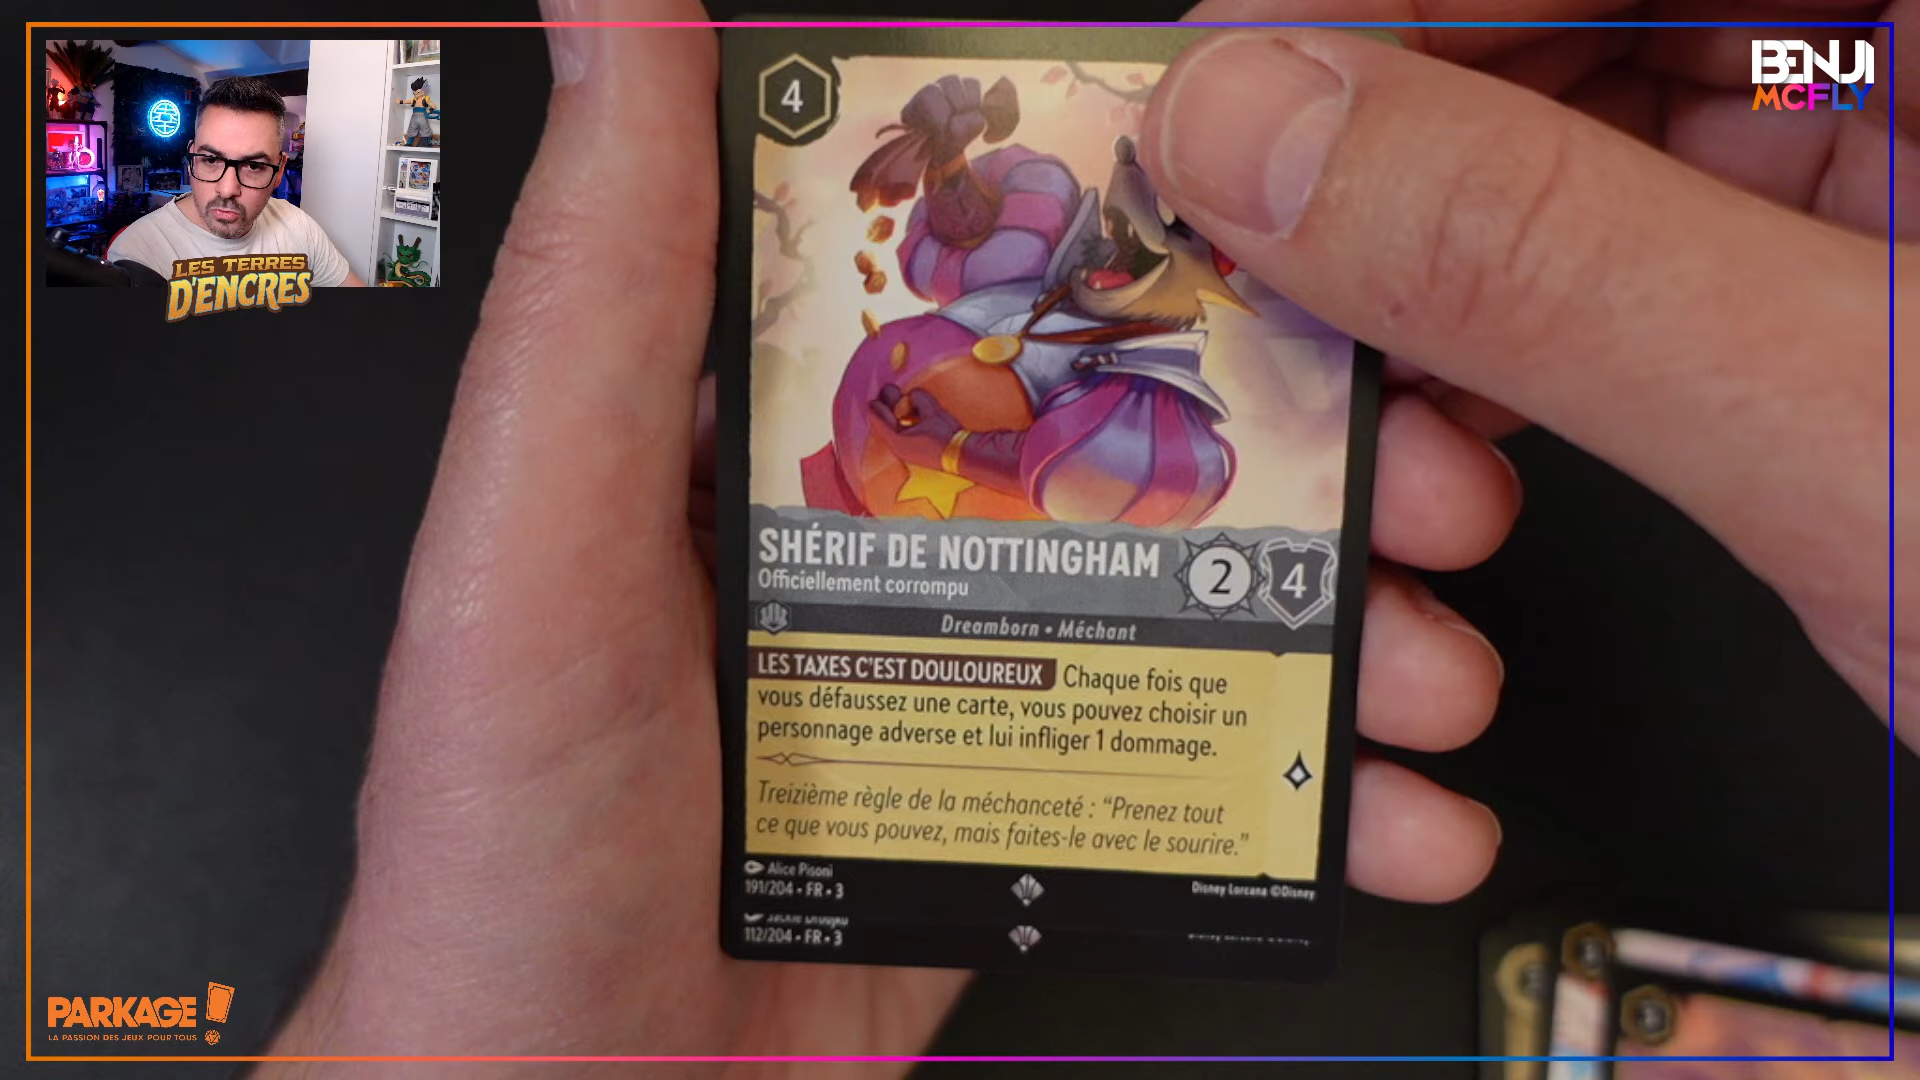 BENJI
MCFLY
LES TERRES
D'ENCRES
4
SHÉRIF DE NOTTINGHAM
Officiellement corrompu
2
4
Dreamborn • Méchant
LES TAXES C'EST DOULOUREUX Chaque fois que
vous défaussez une carte, vous pouvez choisir un
personnage adverse et lui infliger 1 dommage.
Treizième règle de la méchanceté : “Prenez tout
ce que vous pouvez, mais faites-le avec le sourire.”
Alice Pisoni
191/204 • FR • 3
Disney Lorcana ©Disney
112/204 • FR • 3
PARKAGE
LA PASSION DES JEUX POUR TOUS